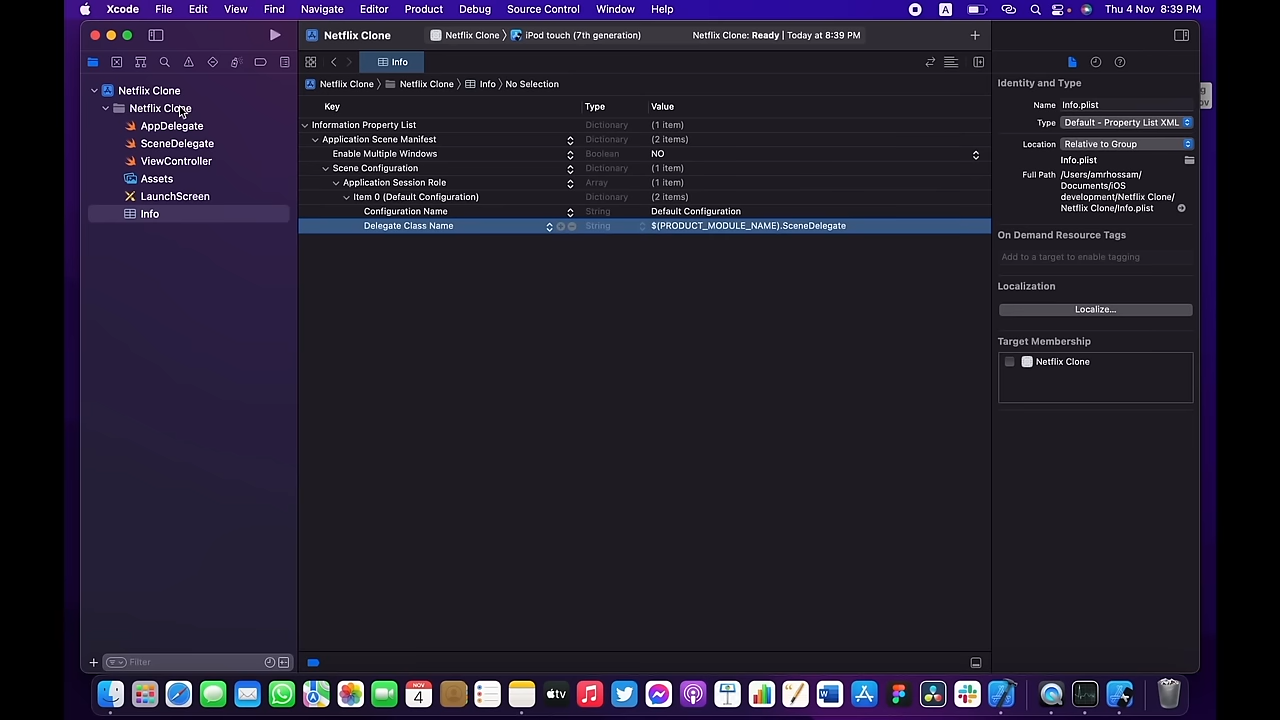 Xcode File Edit View Find Navigate Editor Product Debug Source Control Window Help A Thu 4 Nov 8:39 PM
Netflix Clone Netflix Clone 〉 iPod touch (7th generation) Netflix Clone: Ready | Today at 8:39 PM
Info
Netflix Clone 〉 Netflix Clone 〉 Info 〉 No Selection
Key Type Value
Information Property List Dictionary (1 item)
Application Scene Manifest Dictionary (2 items)
Enable Multiple Windows Boolean NO
Scene Configuration Dictionary (1 item)
Application Session Role Array (1 item)
Item 0 (Default Configuration) Dictionary (2 items)
Configuration Name String Default Configuration
Delegate Class Name String $(PRODUCT_MODULE_NAME).SceneDelegate
Netflix Clone
Netflix Clone
AppDelegate
SceneDelegate
ViewController
Assets
LaunchScreen
Info
Filter
Identity and Type
Name Info.plist
Type Default - Property List XML
Location Relative to Group
Info.plist
Full Path /Users/amrhossam/
Documents/iOS
development/Netflix Clone/
Netflix Clone/Info.plist
On Demand Resource Tags
Add to a target to enable tagging
Localization
Localize...
Target Membership
Netflix Clone
g
ov
NOV
4
tv